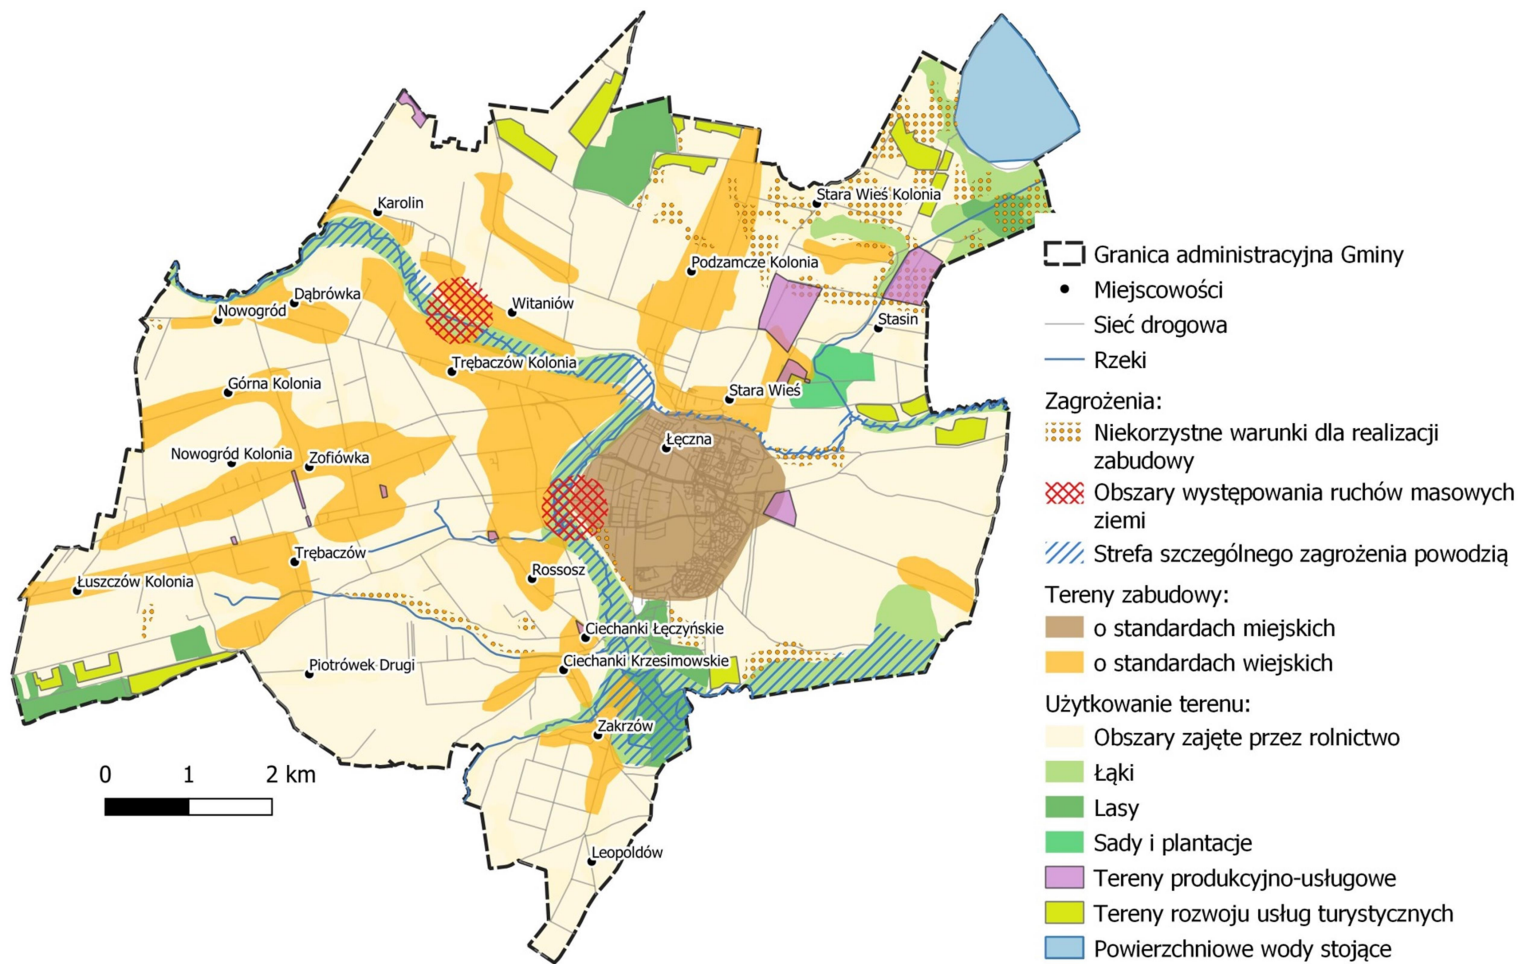 Karolin
Stara Wieś Kolonia
Podzamcze Kolonia
Dąbrówka
Nowogród
Witaniów
Stasin
Trębaczów Kolonia
Górna Kolonia
Stara Wieś
Łęczna
Nowogród Kolonia
Zofiówka
Trębaczów
Rossosz
Łuszczów Kolonia
Ciechanki Łęczyńskie
Piotrówek Drugi
Ciechanki Krzesimowskie
Zakrzów
Leopoldów
0 1 2 km
Granica administracyjna Gminy
Miejscowości
Sieć drogowa
Rzeki
Zagrożenia:
Niekorzystne warunki dla realizacji
zabudowy
Obszary występowania ruchów masowych
ziemi
Strefa szczególnego zagrożenia powodzią
Tereny zabudowy:
o standardach miejskich
o standardach wiejskich
Użytkowanie terenu:
Obszary zajęte przez rolnictwo
Łąki
Lasy
Sady i plantacje
Tereny produkcyjno-usługowe
Tereny rozwoju usług turystycznych
Powierzchniowe wody stojące